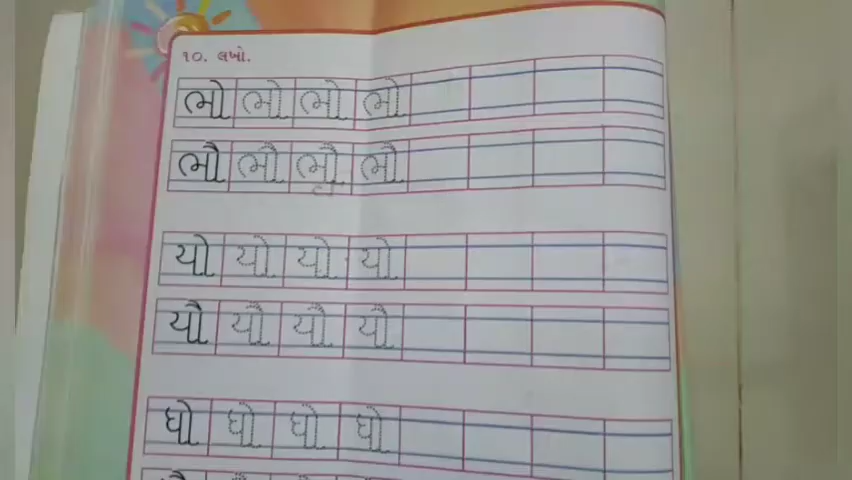 ૧૦. લખો.
ભો ભો ભો ભો
ભૌ ભૌ ભૌ ભૌ
યો યો યો યો
યૌ યૌ યૌ યૌ
ઘો ઘો ઘો ઘો